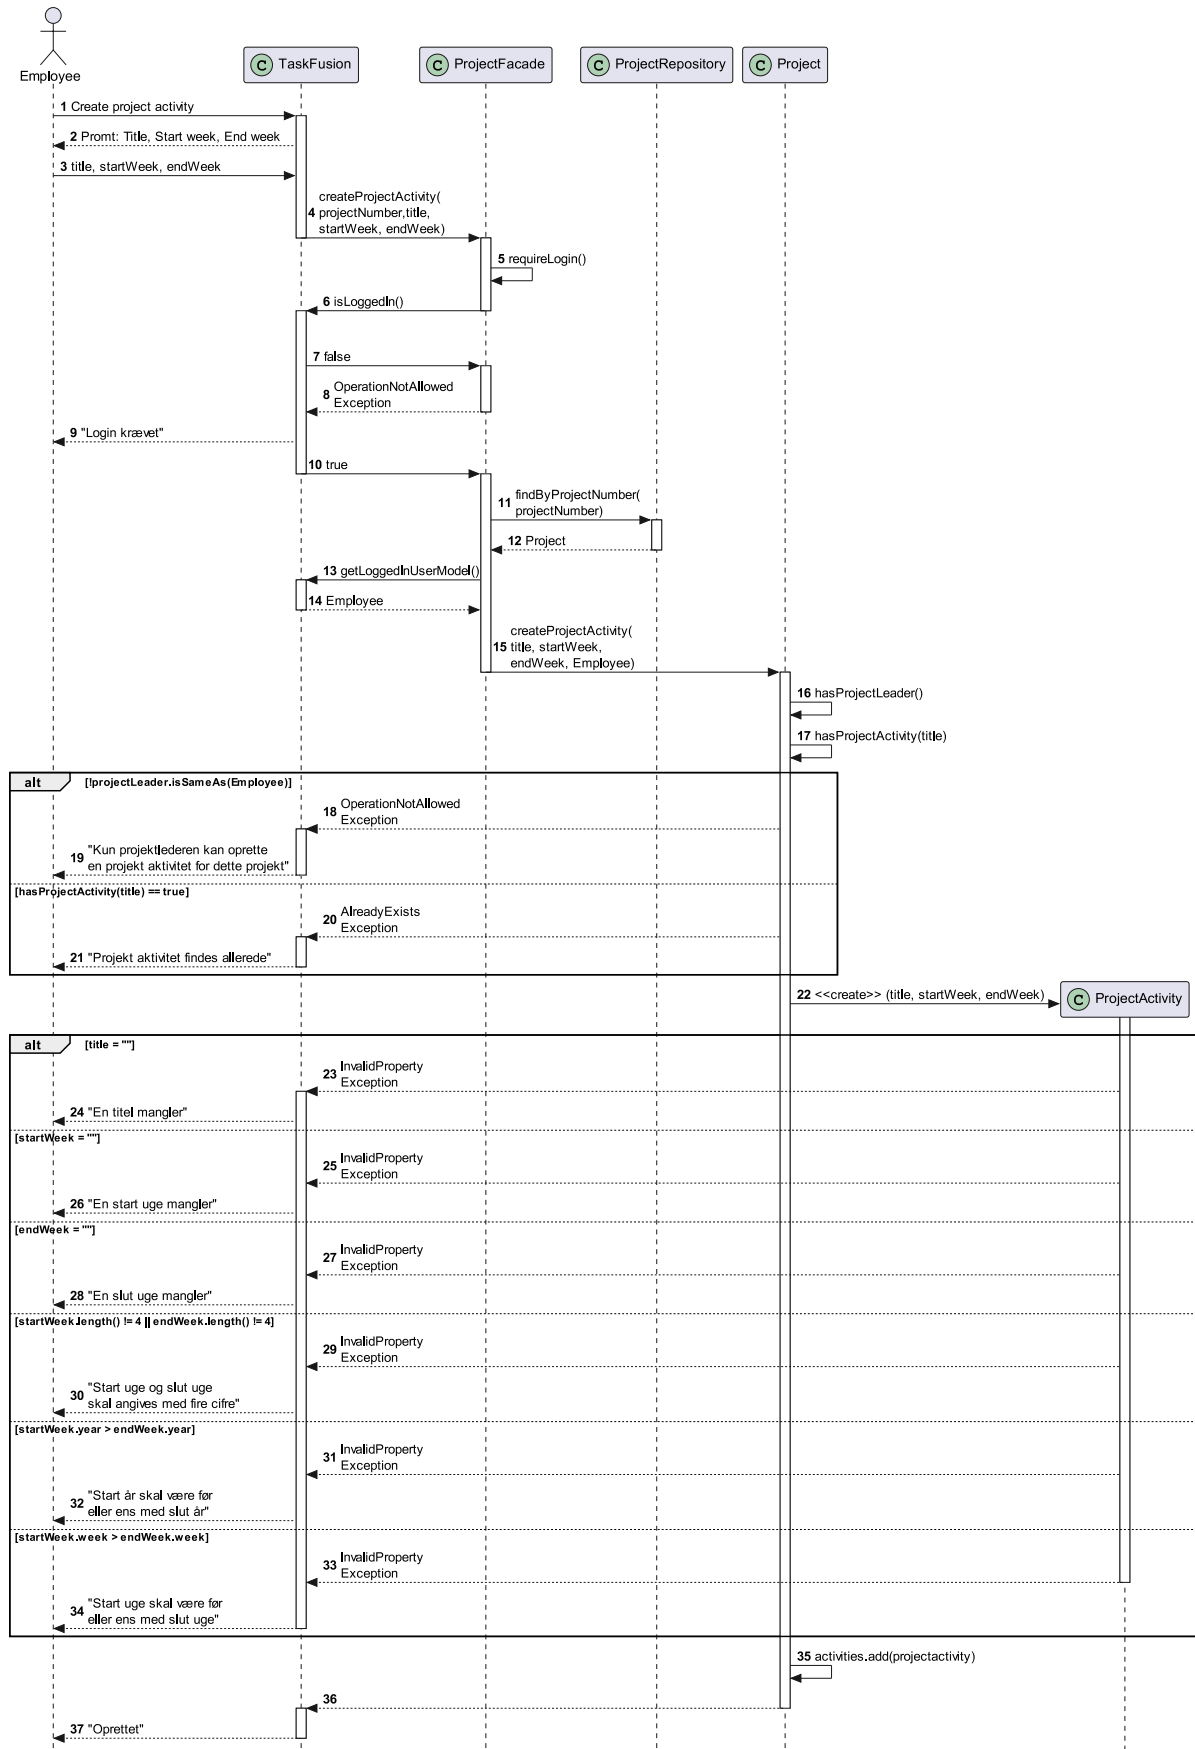 Employee
C TaskFusion
C ProjectFacade
C ProjectRepository
C Project
1 Create project activity
2 Promt: Title, Start week, End week
3 title, startWeek, endWeek
createProjectActivity(
4 projectNumber,title,
startWeek, endWeek)
5 requireLogin()
6 isLoggedIn()
7 false
8 OperationNotAllowed
Exception
9 "Login krævet"
10 true
11 findByProjectNumber(
projectNumber)
12 Project
13 getLoggedInUserModel()
14 Employee
createProjectActivity(
15 title, startWeek,
endWeek, Employee)
16 hasProjectLeader()
17 hasProjectActivity(title)
alt [!projectLeader.isSameAs(Employee)]
18 OperationNotAllowed
Exception
19 "Kun projektlederen kan oprette
en projekt aktivitet for dette projekt"
[hasProjectActivity(title) == true]
20 AlreadyExists
Exception
21 "Projekt aktivitet findes allerede"
22 <<create>> (title, startWeek, endWeek)
C ProjectActivity
alt [title = ""]
23 InvalidProperty
Exception
24 "En titel mangler"
[startWeek = ""]
25 InvalidProperty
Exception
26 "En start uge mangler"
[endWeek = ""]
27 InvalidProperty
Exception
28 "En slut uge mangler"
[startWeek.length() != 4 || endWeek.length() != 4]
29 InvalidProperty
Exception
30 "Start uge og slut uge
skal angives med fire cifre"
[startWeek.year > endWeek.year]
31 InvalidProperty
Exception
32 "Start år skal være før
eller ens med slut år"
[startWeek.week > endWeek.week]
33 InvalidProperty
Exception
34 "Start uge skal være før
eller ens med slut uge"
35 activities.add(projectactivity)
36
37 "Oprettet"